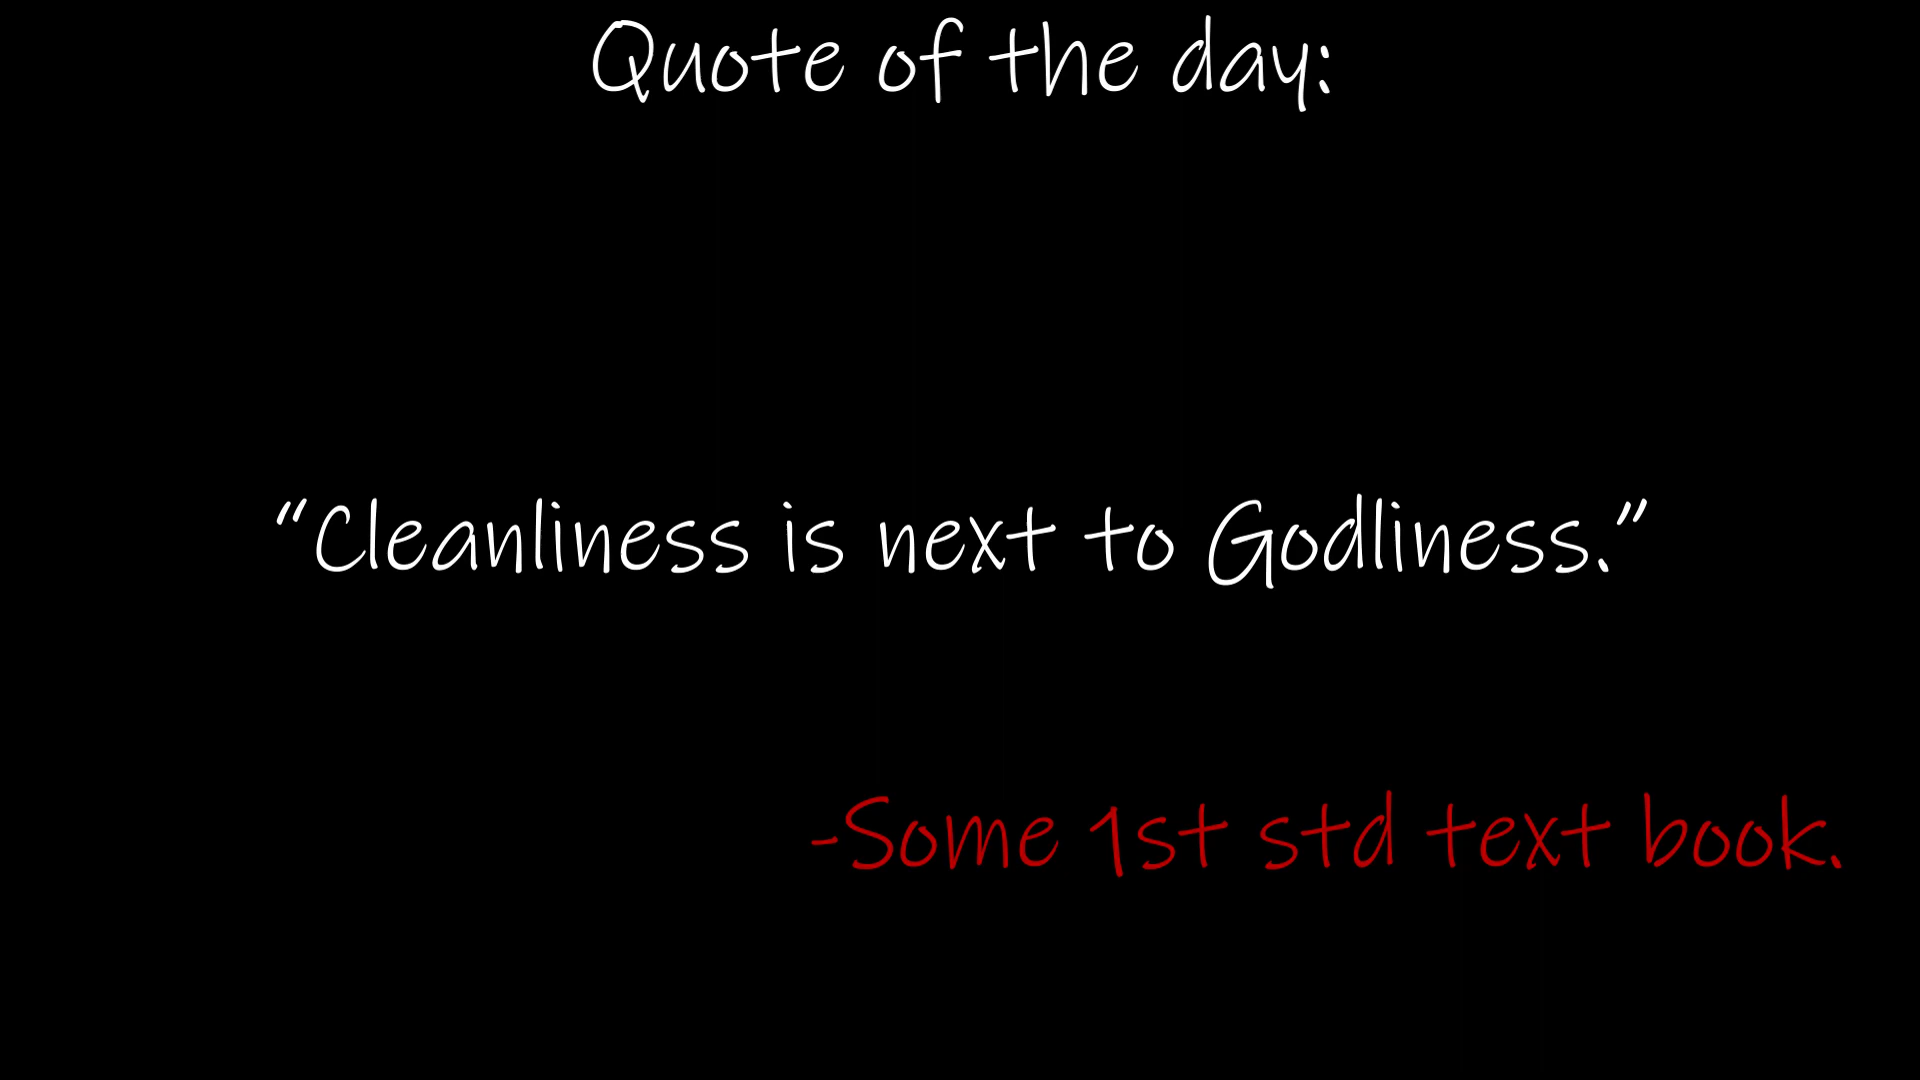 Quote of the day:
“Cleanliness is next to Godliness.”
-Some 1st std text book.